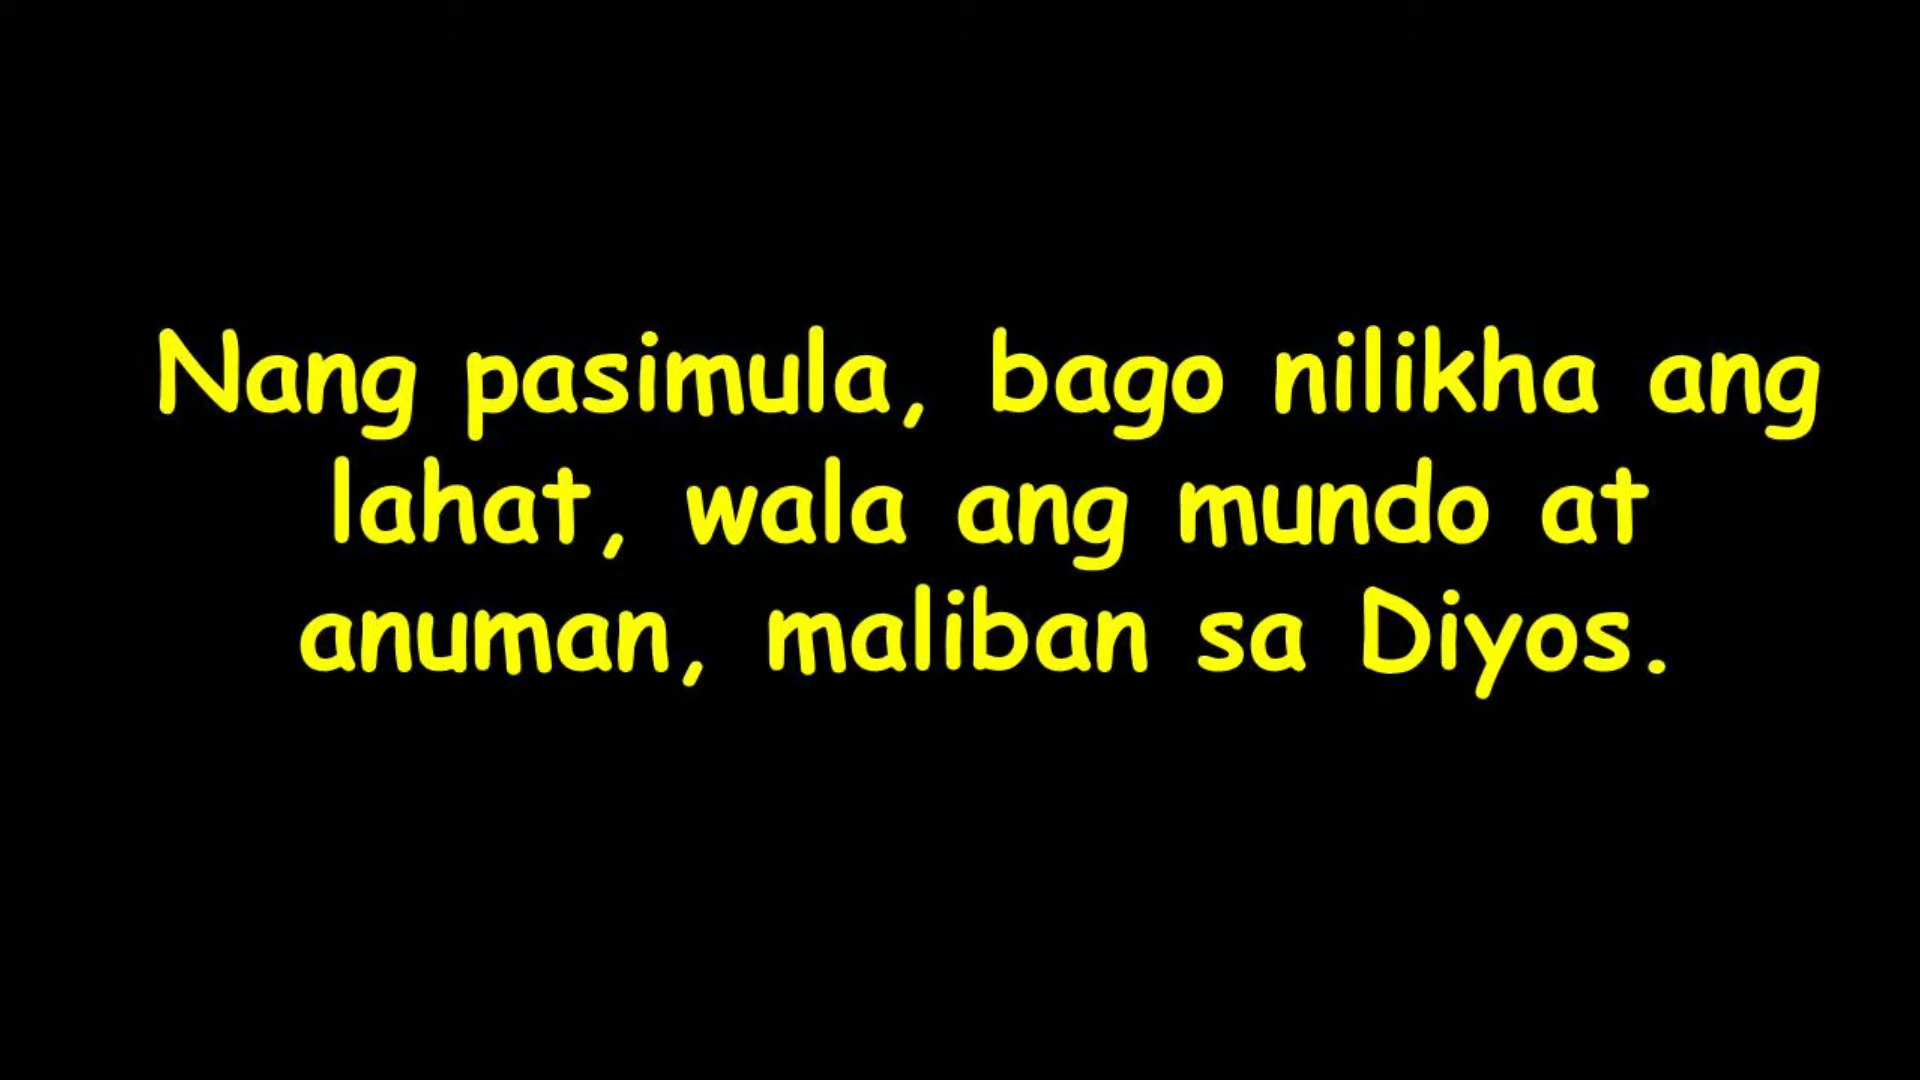 Nang pasimula, bago nilikha ang
lahat, wala ang mundo at
anuman, maliban sa Diyos.